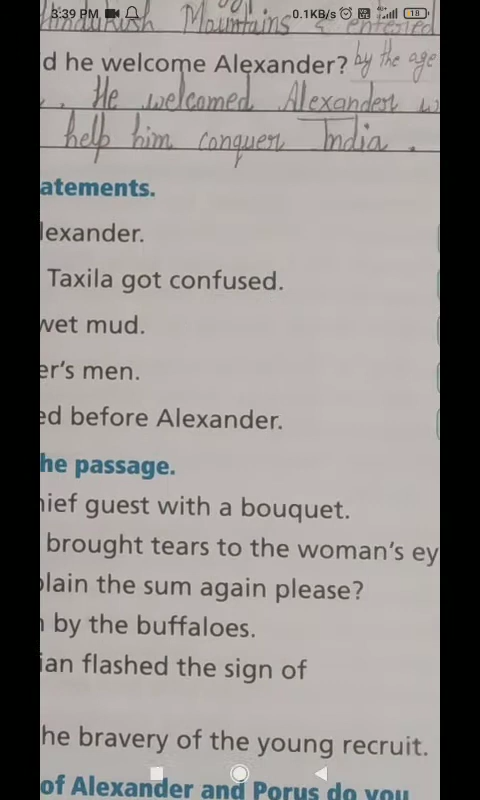 3:39 PM 0.1KB/s 18
Hindukush Mountains & entered
d he welcome Alexander? by the age
. He welcomed Alexander w
help him conquer India .
atements.
lexander.
Taxila got confused.
wet mud.
er's men.
ed before Alexander.
he passage.
hief guest with a bouquet.
brought tears to the woman's ey
plain the sum again please?
n by the buffaloes.
ian flashed the sign of
he bravery of the young recruit.
of Alexander and Porus do you